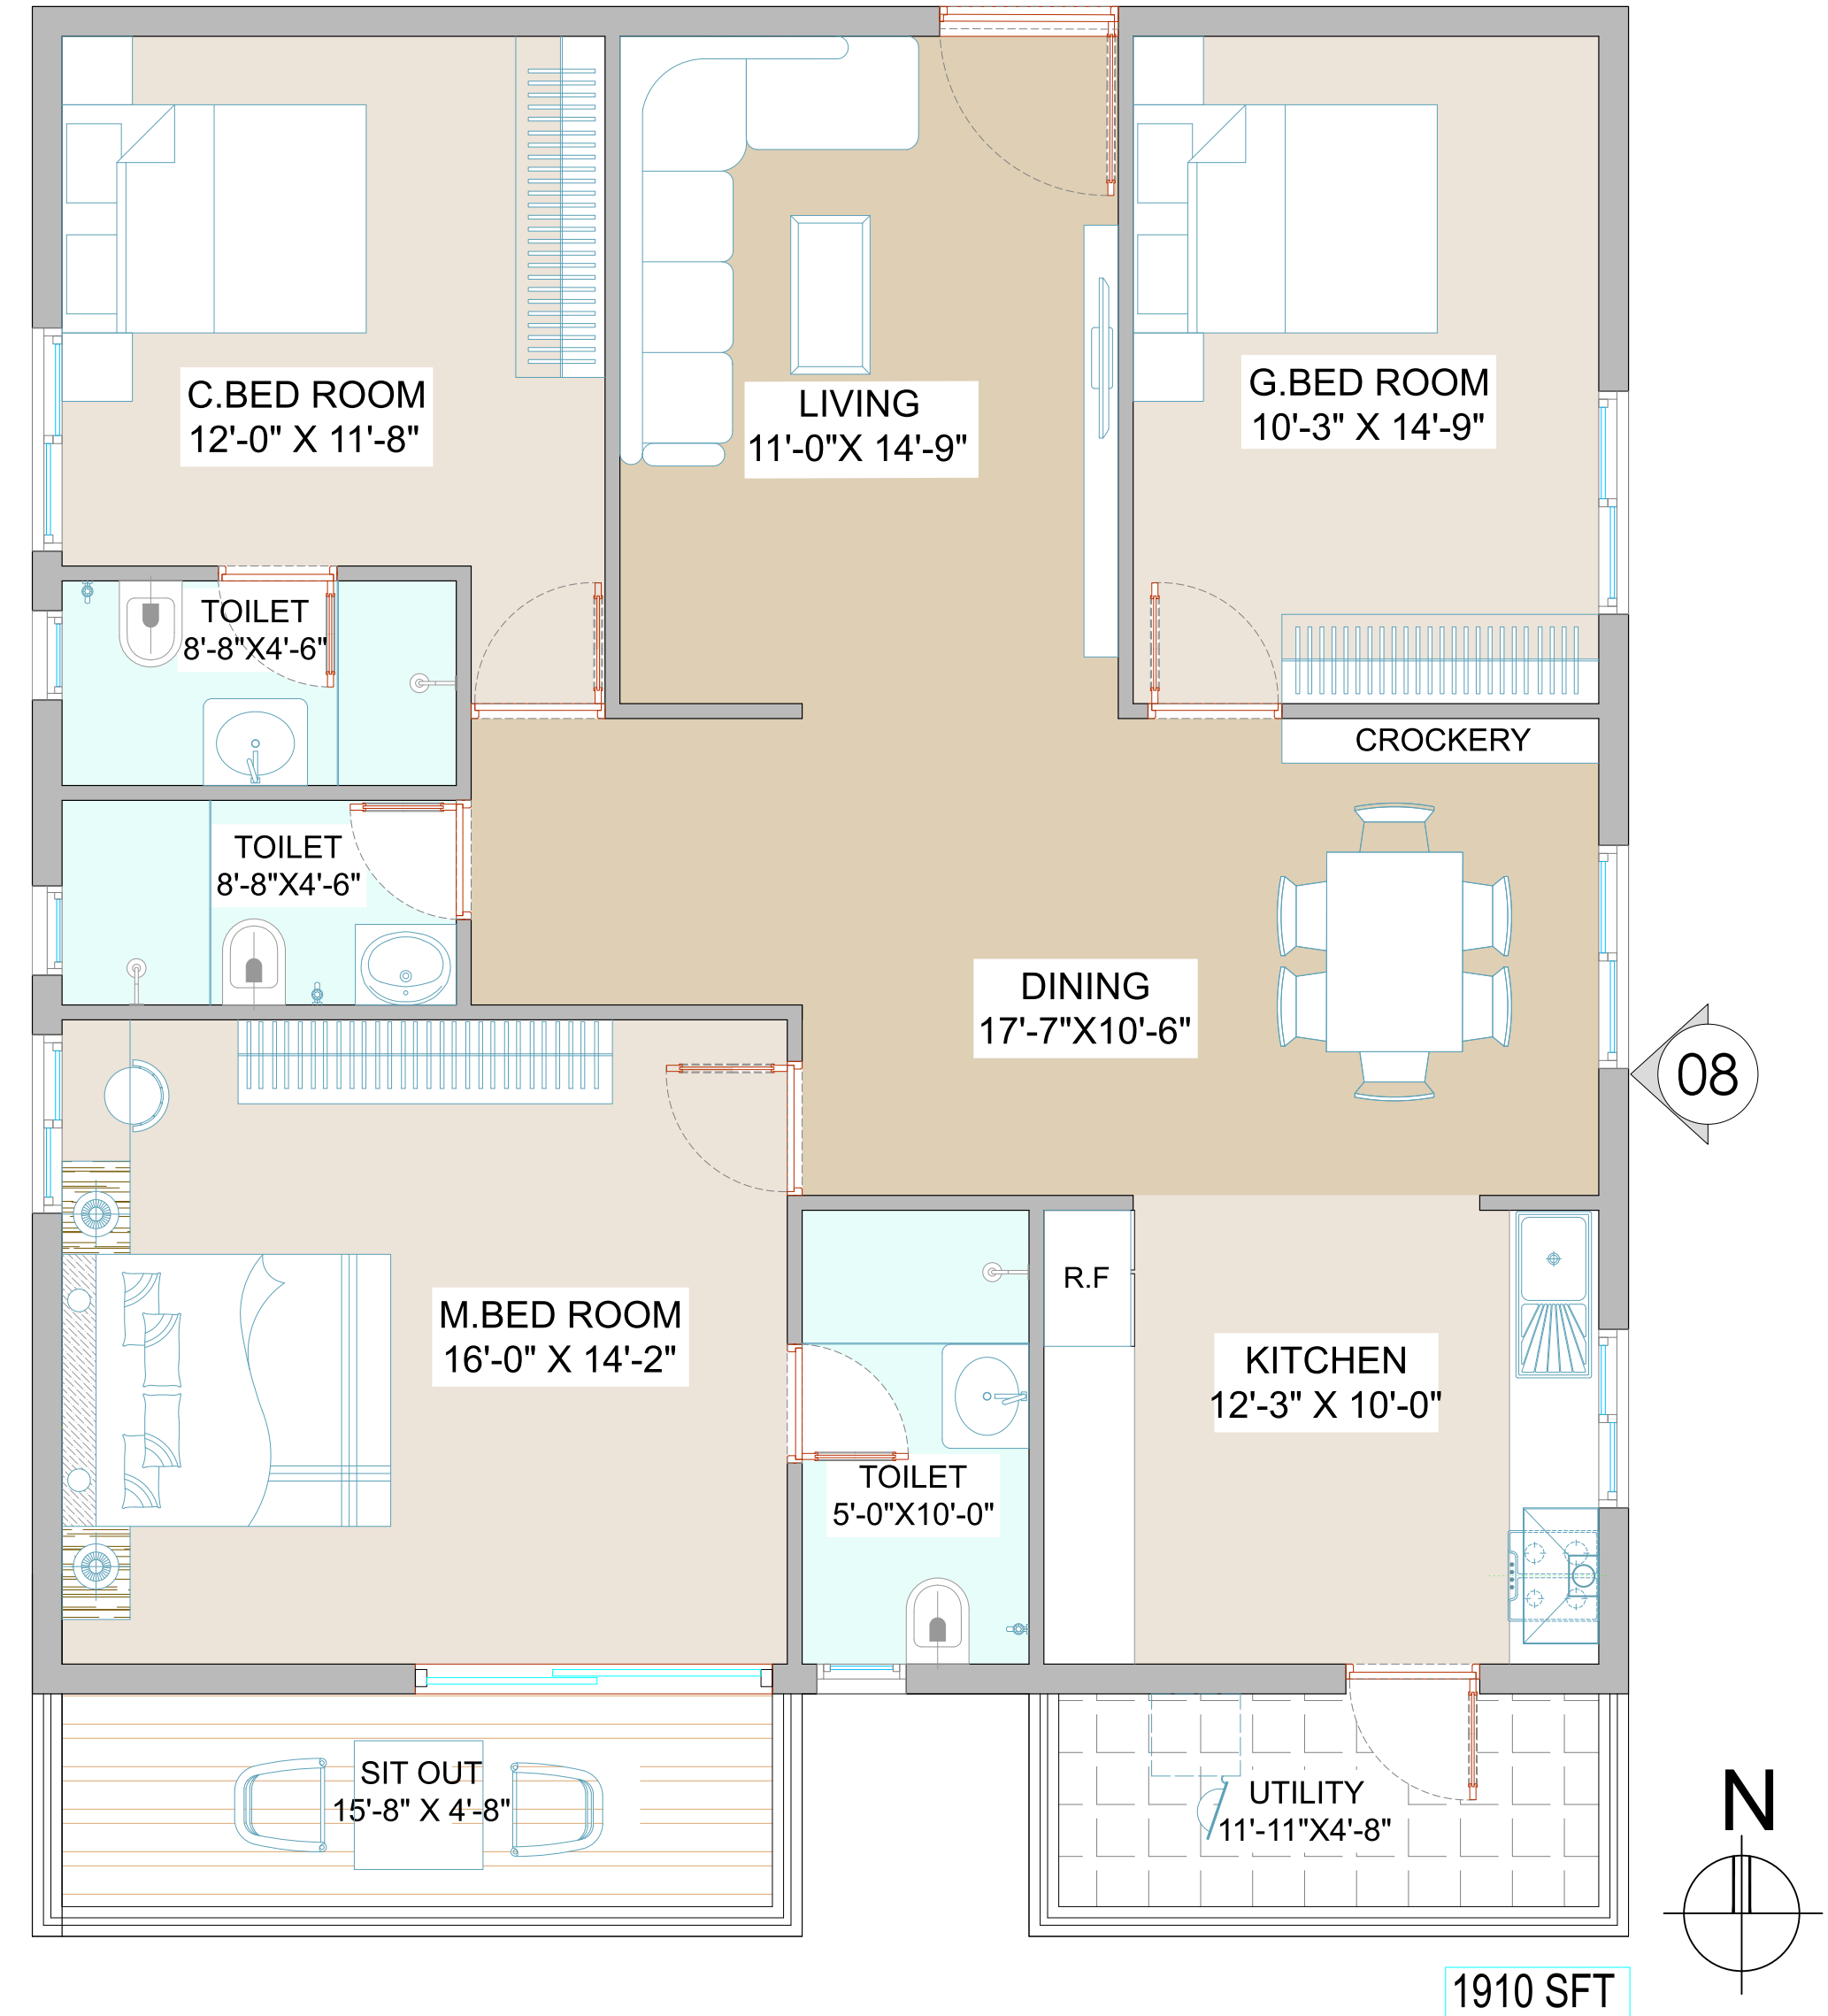 C.BED ROOM
12'-0" X 11'-8"
LIVING
11'-0"X 14'-9"
G.BED ROOM
10'-3" X 14'-9"
TOILET
8'-8"X4'-6"
CROCKERY
TOILET
8'-8"X4'-6"
DINING
17'-7"X10'-6"
08
R.F
M.BED ROOM
16'-0" X 14'-2"
KITCHEN
12'-3" X 10'-0"
TOILET
5'-0"X10'-0"
SIT OUT
15'-8" X 4'-8"
UTILITY
11'-11"X4'-8"
N
1910 SFT